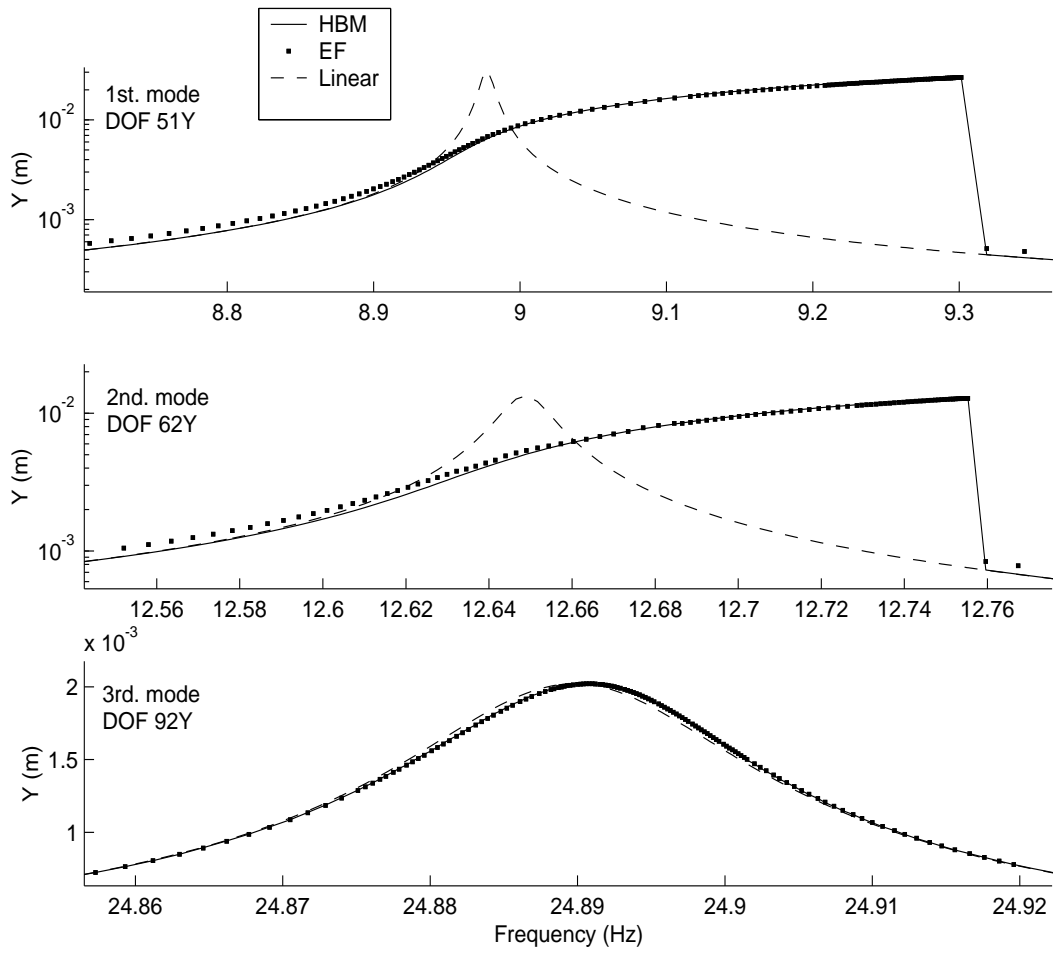 HBM
EF
Linear
1st. mode
DOF 51Y
Y (m)
10^-2
10^-3
8.8 8.9 9 9.1 9.2 9.3
2nd. mode
DOF 62Y
Y (m)
10^-2
10^-3
12.56 12.58 12.6 12.62 12.64 12.66 12.68 12.7 12.72 12.74 12.76
x 10^-3
3rd. mode
DOF 92Y
Y (m)
2
1.5
1
24.86 24.87 24.88 24.89 24.9 24.91 24.92
Frequency (Hz)